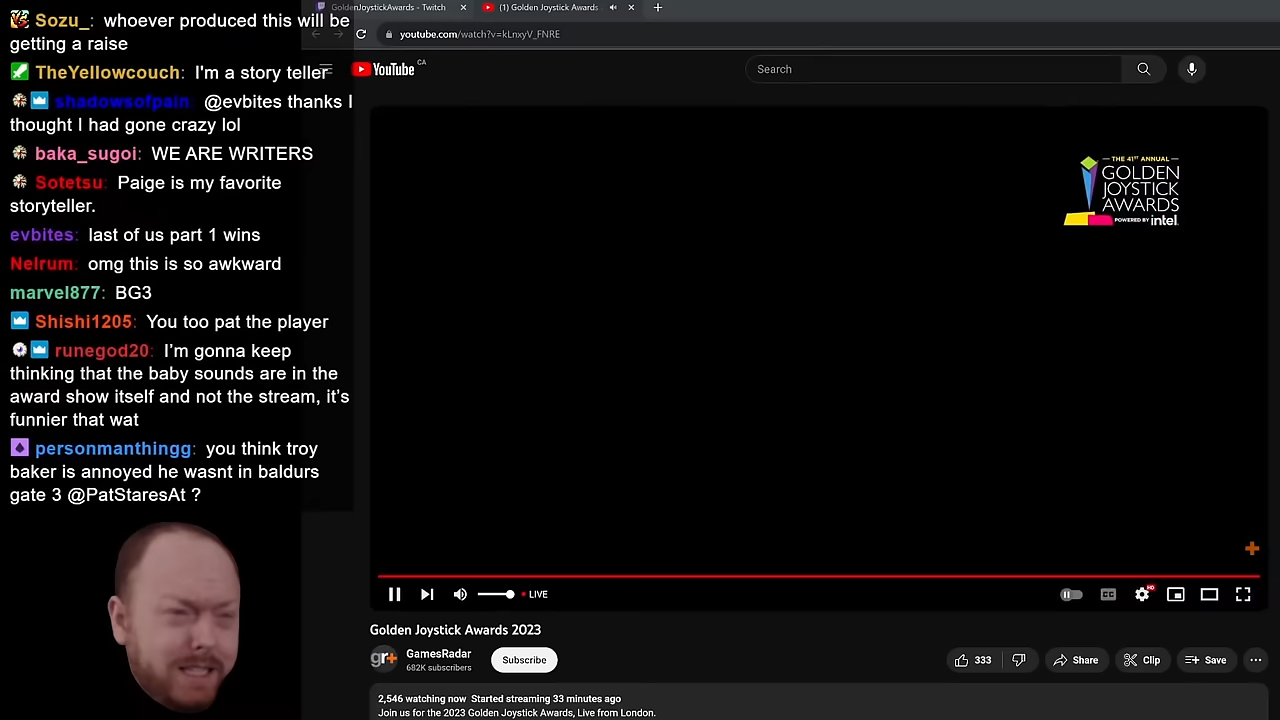 Sozu_: whoever produced this will be
getting a raise
TheYellowcouch: I'm a story teller
shadowsofpain @evbites thanks I
thought I had gone crazy lol
baka_sugoi: WE ARE WRITERS
Sotetsu: Paige is my favorite
storyteller.
evbites: last of us part 1 wins
Nelrum: omg this is so awkward
marvel877: BG3
Shishi1205: You too pat the player
runegod20: I'm gonna keep
thinking that the baby sounds are in the
award show itself and not the stream, it's
funnier that wat
personmanthingg: you think troy
baker is annoyed he wasnt in baldurs
gate 3 @PatStaresAt ?
GoldenJoystickAwards - Twitch
(1) Golden Joystick Awards
youtube.com/watch?v=kLnxyV_FNRE
YouTube CA
Search
THE 41ST ANNUAL
GOLDEN
JOYSTICK
AWARDS
POWERED BY intel.
LIVE
CC
HD
Golden Joystick Awards 2023
gr+
GamesRadar
682K subscribers
Subscribe
333
Share
Clip
Save
2,546 watching now Started streaming 33 minutes ago
Join us for the 2023 Golden Joystick Awards, Live from London.